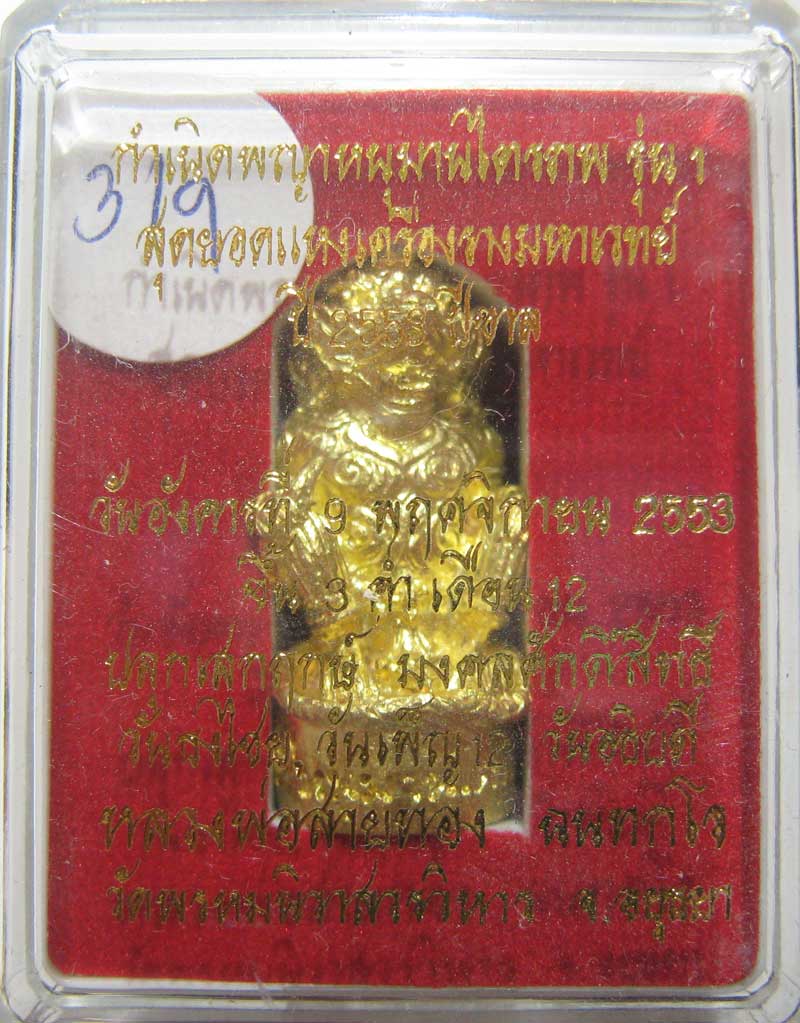 319
กำเนิดพญาหนุมานไตรภพ รุ่น ๑
สุดยอดแห่งเครื่องรางมหาเวทย์
ปี 2553 ปีขาล
วันอังคารที่ 9 พฤศจิกายน 2553
ขึ้น 3 ค่ำ เดือน 12
ปลุกเสกฤกษ์ มงคลศักดิ์สิทธิ์
วันธงไชย, วันเพ็ญ 12 วันอธิบดี
หลวงพ่อสายทอง ฉนทกโร
วัดพรหมนิวาสวรวิหาร จ.อยุธยา